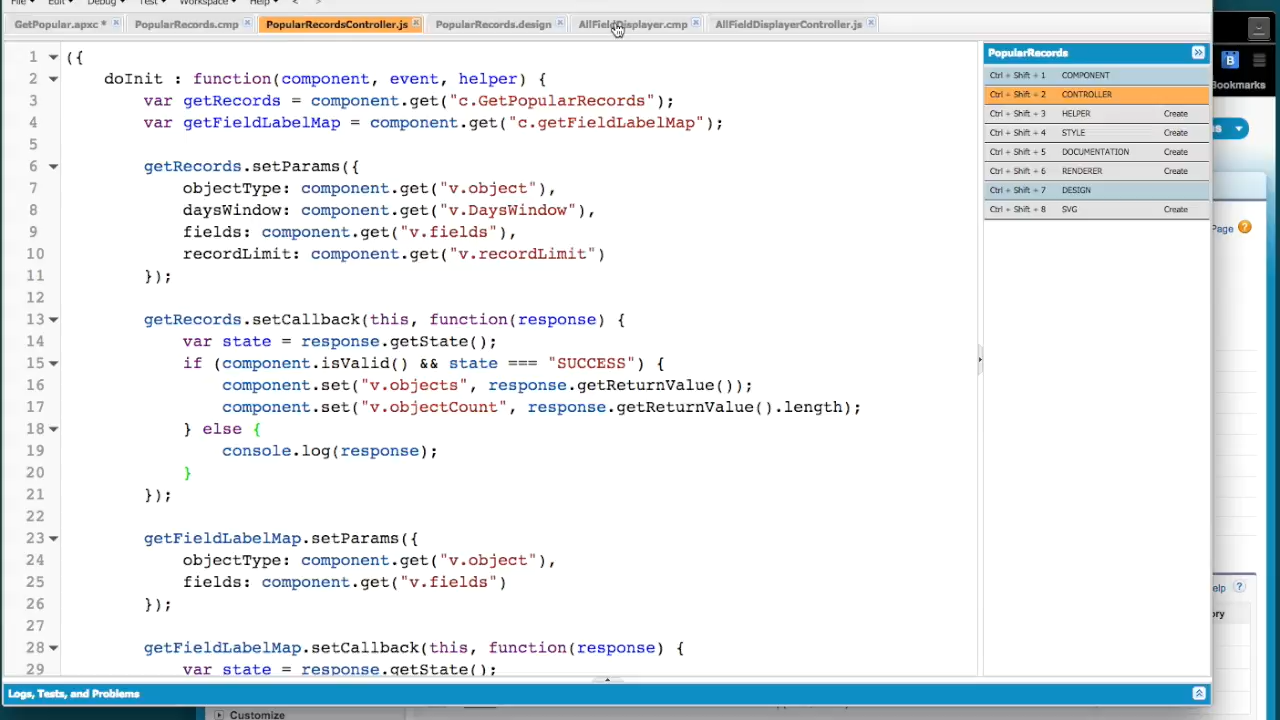 File Edit Debug Test Workspace Help < >
GetPopular.apxc * PopularRecords.cmp PopularRecordsController.js PopularRecords.design AllFieldDisplayer.cmp AllFieldDisplayerController.js
1 ({
2 doInit : function(component, event, helper) {
3 var getRecords = component.get("c.GetPopularRecords");
4 var getFieldLabelMap = component.get("c.getFieldLabelMap");
5
6 getRecords.setParams({
7 objectType: component.get("v.object"),
8 daysWindow: component.get("v.DaysWindow"),
9 fields: component.get("v.fields"),
10 recordLimit: component.get("v.recordLimit")
11 });
12
13 getRecords.setCallback(this, function(response) {
14 var state = response.getState();
15 if (component.isValid() && state === "SUCCESS") {
16 component.set("v.objects", response.getReturnValue());
17 component.set("v.objectCount", response.getReturnValue().length);
18 } else {
19 console.log(response);
20 }
21 });
22
23 getFieldLabelMap.setParams({
24 objectType: component.get("v.object"),
25 fields: component.get("v.fields")
26 });
27
28 getFieldLabelMap.setCallback(this, function(response) {
29 var state = response.getState();
PopularRecords
Ctrl + Shift + 1 COMPONENT
Ctrl + Shift + 2 CONTROLLER
Ctrl + Shift + 3 HELPER Create
Ctrl + Shift + 4 STYLE Create
Ctrl + Shift + 5 DOCUMENTATION Create
Ctrl + Shift + 6 RENDERER Create
Ctrl + Shift + 7 DESIGN
Ctrl + Shift + 8 SVG Create
B
Bookmarks
Page ?
elp ?
ory
Logs, Tests, and Problems
Customize